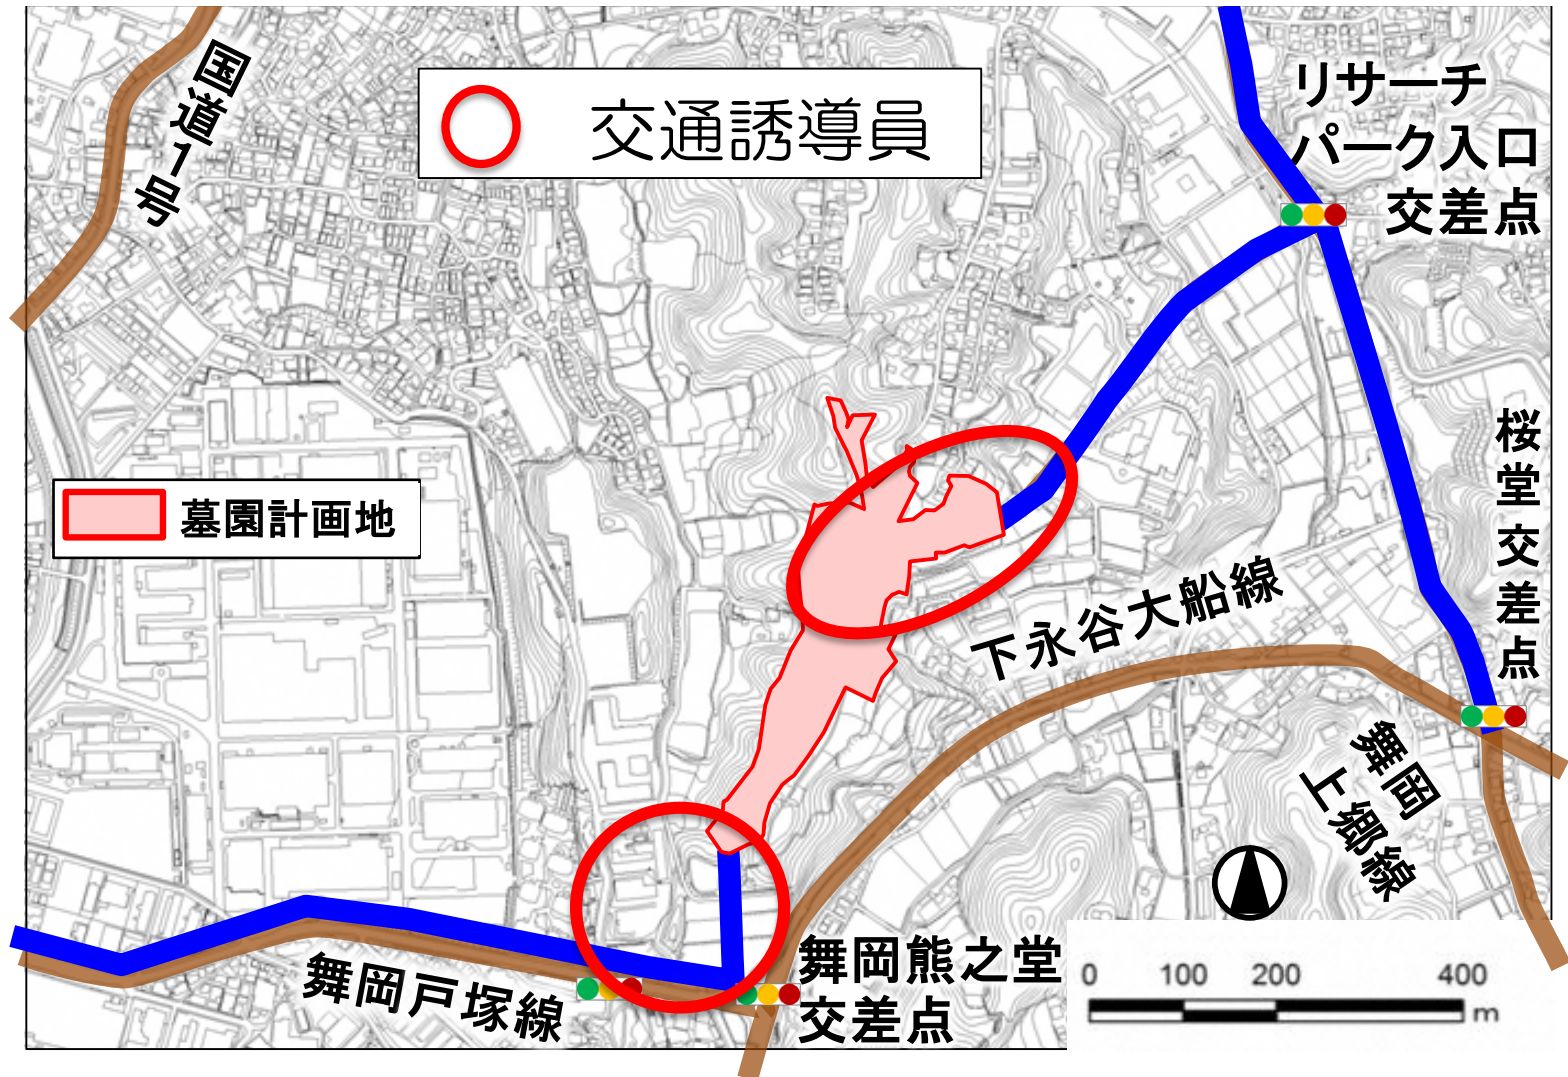 国道1号
交通誘導員
リサーチ
パーク入口
交差点
墓園計画地
桜堂交差点
下永谷大船線
舞岡
上郷線
舞岡戸塚線
舞岡熊之堂
交差点
0 100 200 400
m